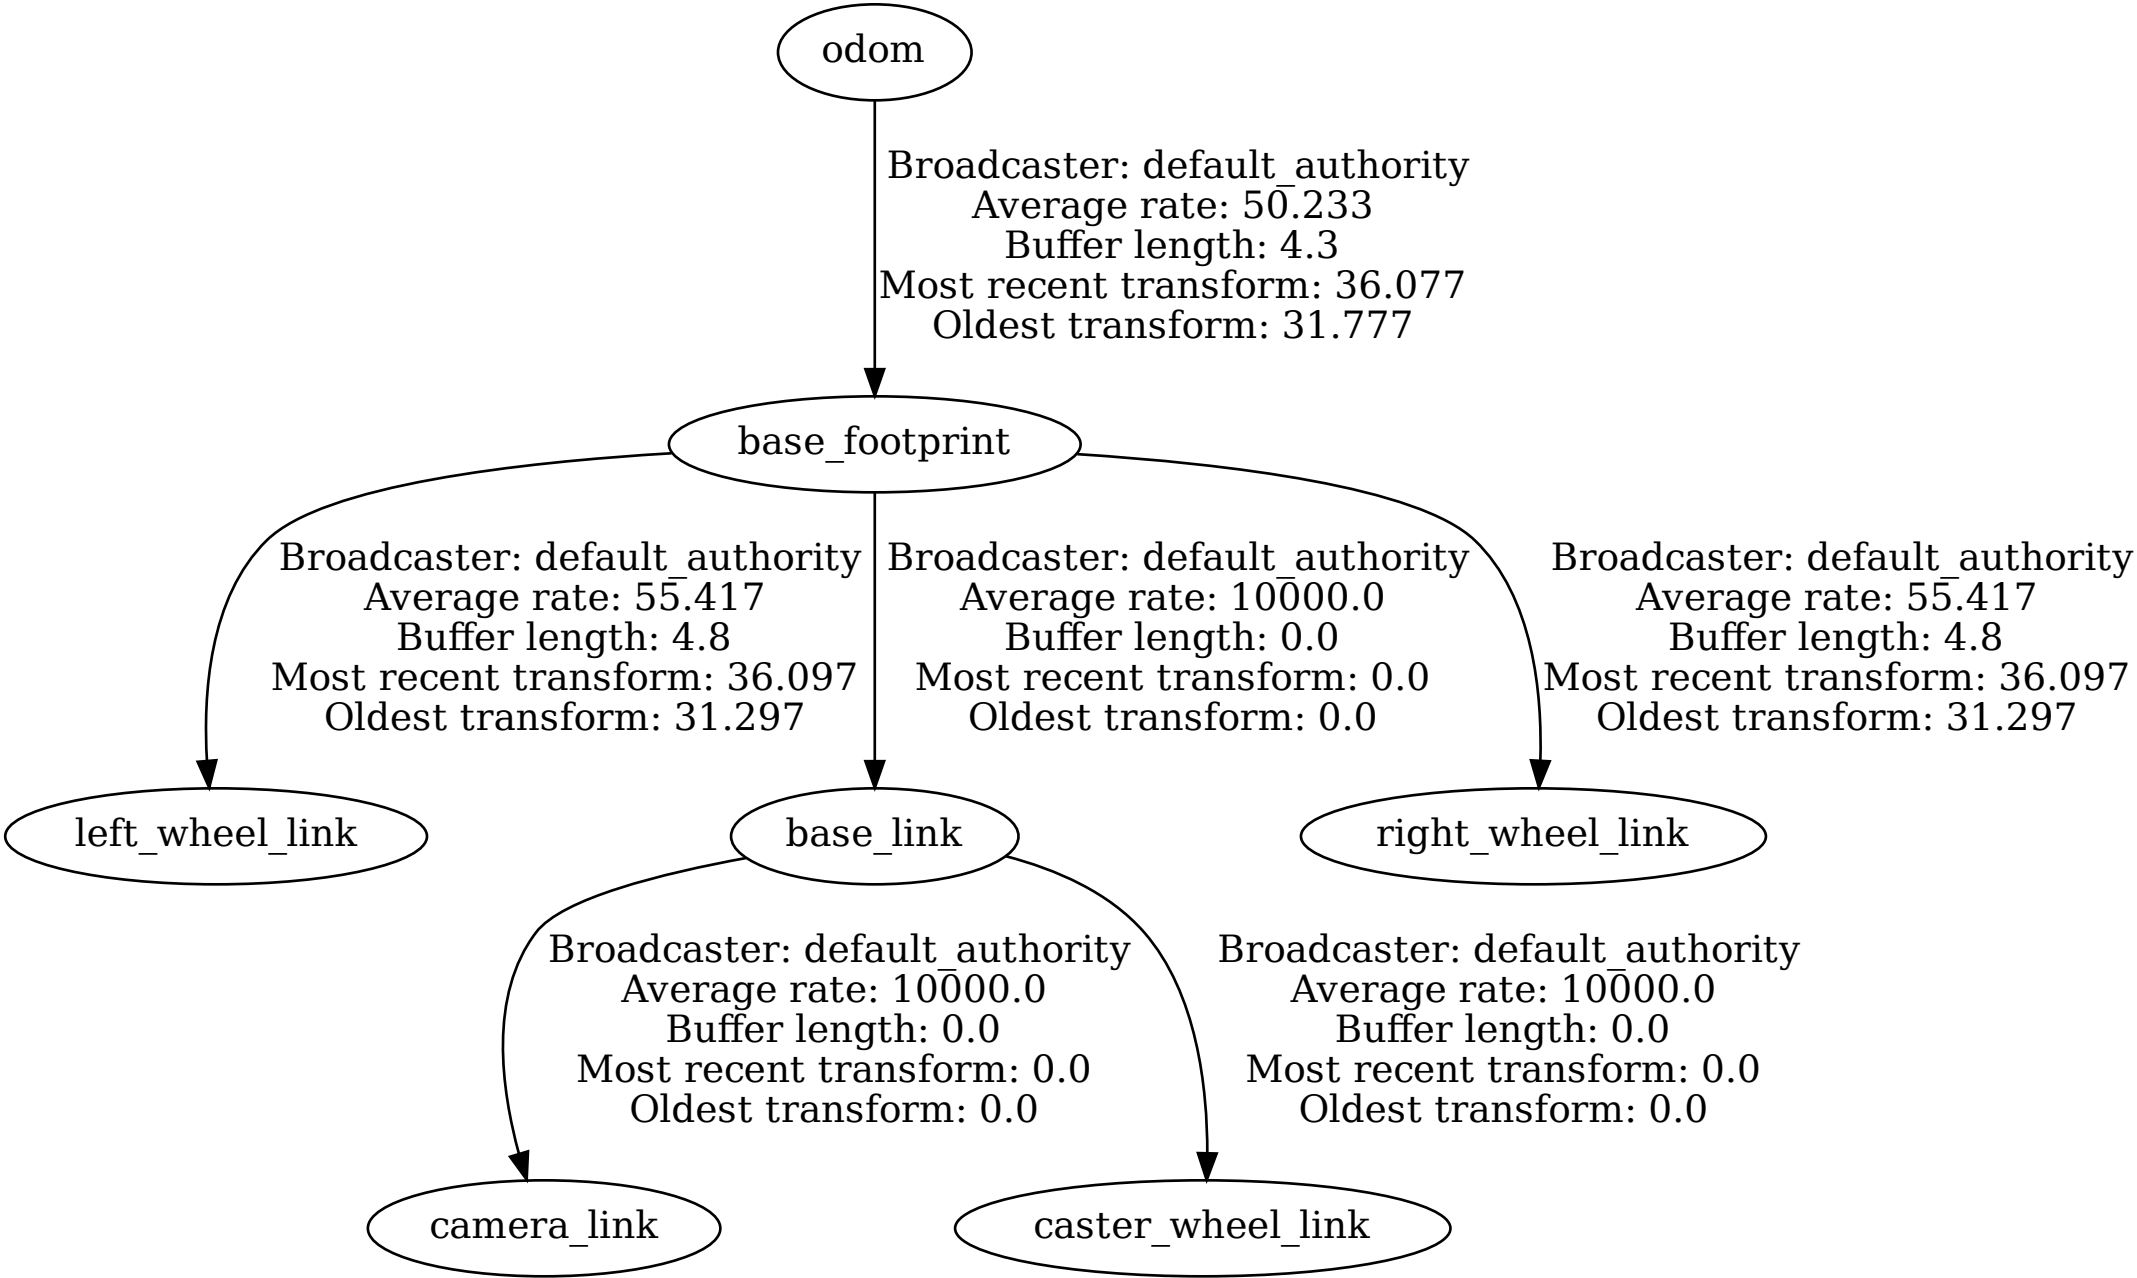 odom
Broadcaster: default_authority
Average rate: 50.233
Buffer length: 4.3
Most recent transform: 36.077
Oldest transform: 31.777
base_footprint
Broadcaster: default_authority
Average rate: 55.417
Buffer length: 4.8
Most recent transform: 36.097
Oldest transform: 31.297
Broadcaster: default_authority
Average rate: 10000.0
Buffer length: 0.0
Most recent transform: 0.0
Oldest transform: 0.0
Broadcaster: default_authority
Average rate: 55.417
Buffer length: 4.8
Most recent transform: 36.097
Oldest transform: 31.297
left_wheel_link
base_link
right_wheel_link
Broadcaster: default_authority
Average rate: 10000.0
Buffer length: 0.0
Most recent transform: 0.0
Oldest transform: 0.0
Broadcaster: default_authority
Average rate: 10000.0
Buffer length: 0.0
Most recent transform: 0.0
Oldest transform: 0.0
camera_link
caster_wheel_link